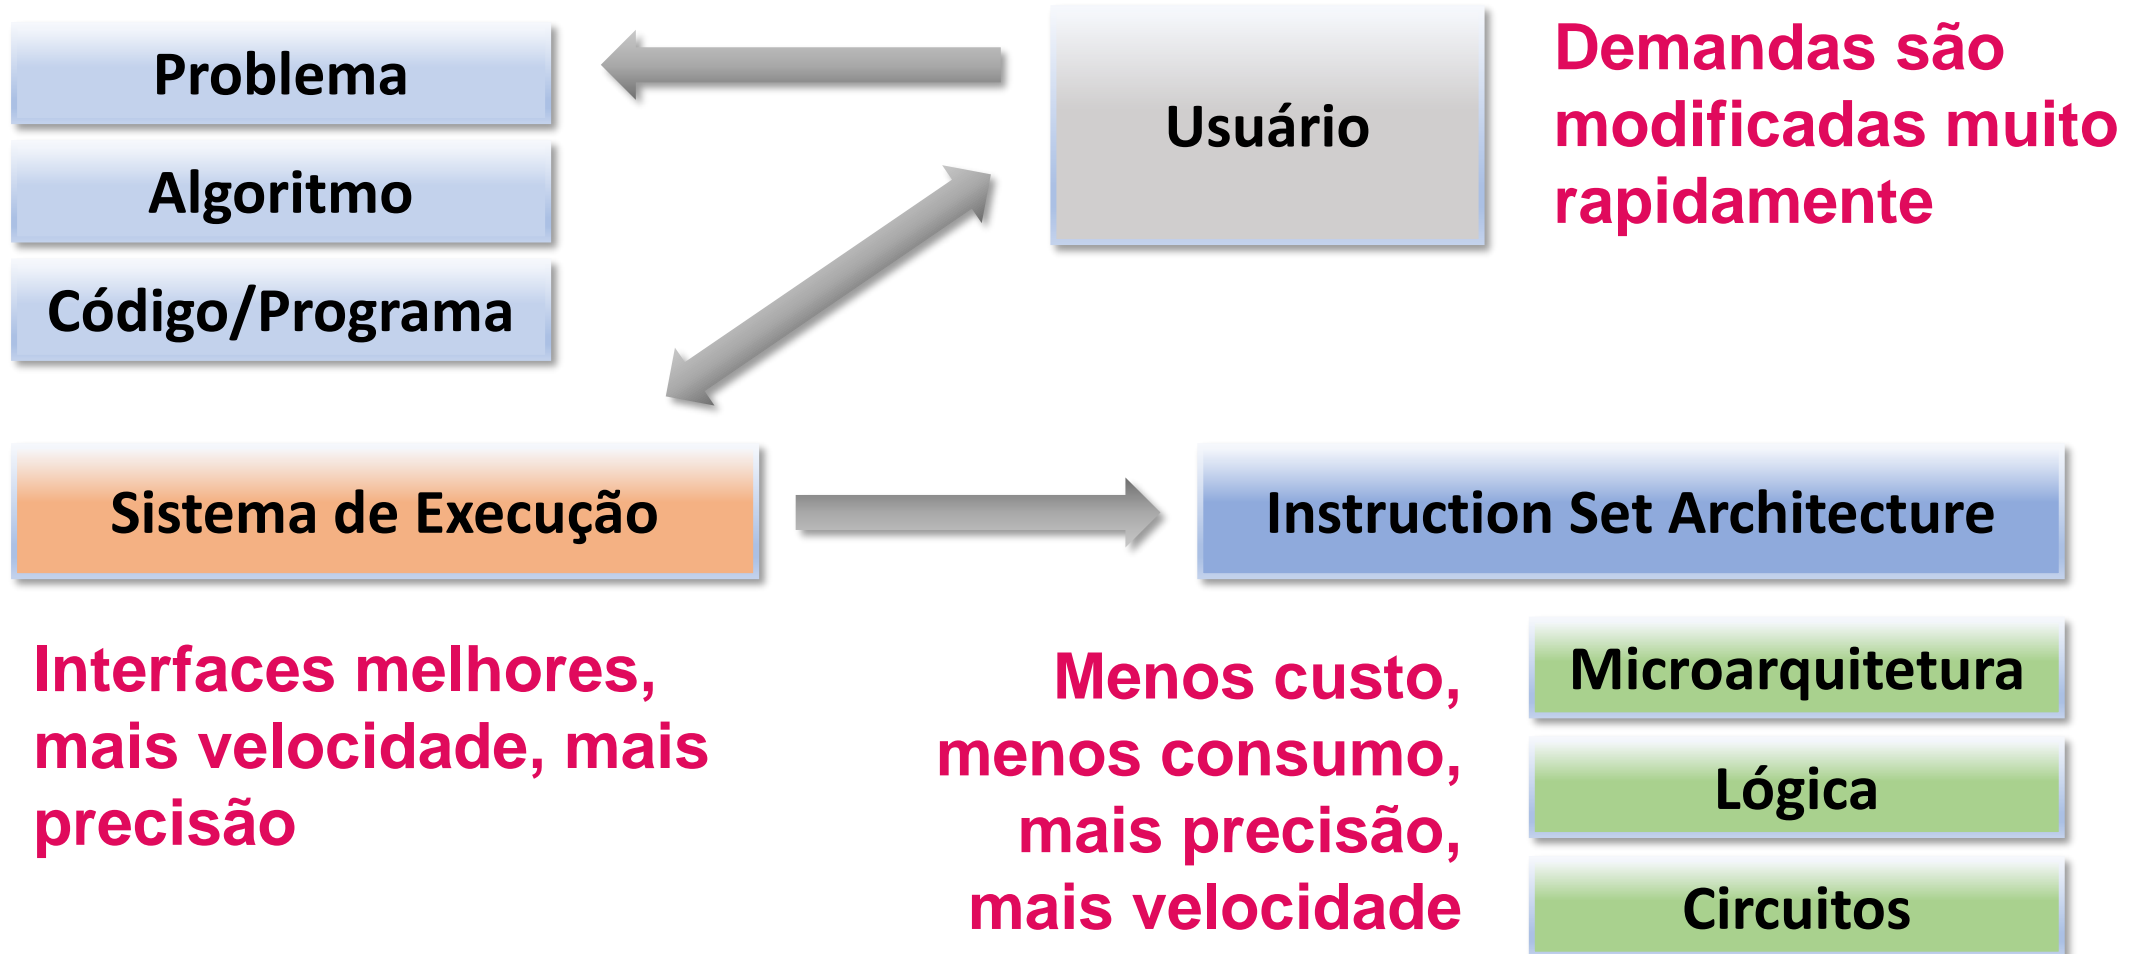 Problema
Algoritmo
Código/Programa
Usuário
Demandas são
modificadas muito
rapidamente
Sistema de Execução
Instruction Set Architecture
Interfaces melhores,
mais velocidade, mais
precisão
Menos custo,
menos consumo,
mais precisão,
mais velocidade
Microarquitetura
Lógica
Circuitos